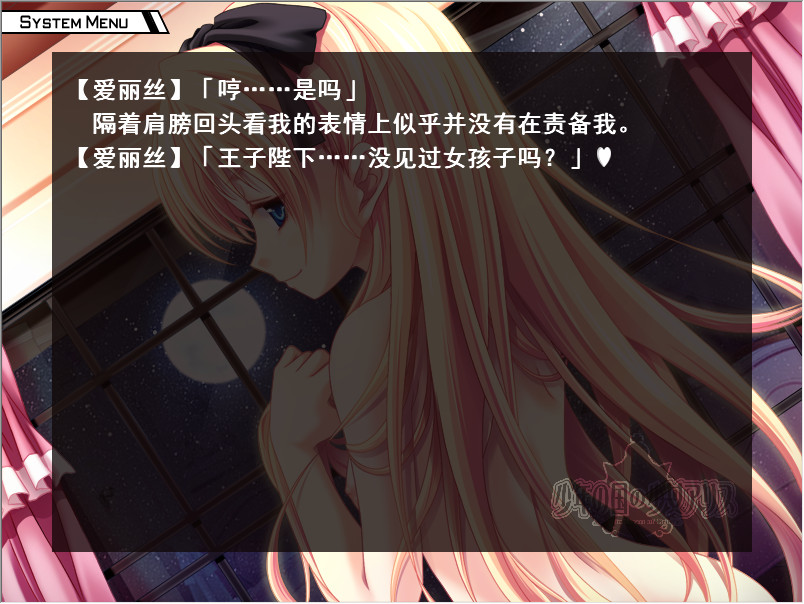 SYSTEM MENU
【爱丽丝】「哼……是吗」
隔着肩膀回头看我的表情上似乎并没有在责备我。
【爱丽丝】「王子陛下……没见过女孩子吗？」♥